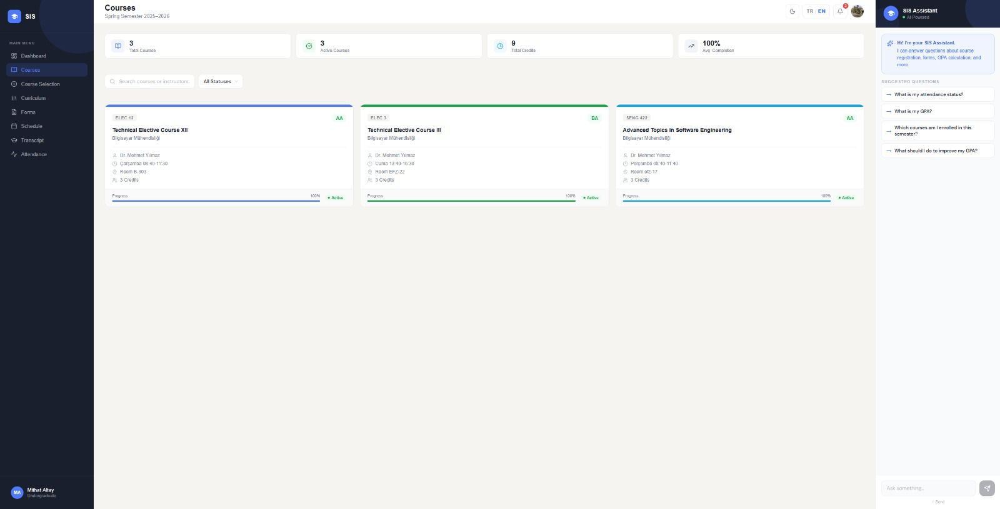 SIS
MAIN MENU
Dashboard
Courses
Course Selection
Curriculum
Forms
Schedule
Transcript
Attendance
MA
Mithat Altay
Undergraduate
Courses
Spring Semester 2025–2026
TR / EN
3
3
Total Courses
3
Active Courses
9
Total Credits
100%
Avg. Completion
Search courses or instructors.
All Statuses
ELEC 12
AA
Technical Elective Course XII
Bilgisayar Mühendisliği
Dr. Mehmet Yılmaz
Çarşamba 08:40-11:30
Room B-303
3 Credits
Progress
100%
Active
ELEC 3
BA
Technical Elective Course III
Bilgisayar Mühendisliği
Dr. Mehmet Yılmaz
Cuma 13:40-16:30
Room EFZ-22
3 Credits
Progress
100%
Active
SENG 422
AA
Advanced Topics in Software Engineering
Bilgisayar Mühendisliği
Dr. Mehmet Yılmaz
Perşembe 08:40-11:40
Room efz-17
3 Credits
Progress
100%
Active
SIS Assistant
AI Powered
Hi! I'm your SIS Assistant.
I can answer questions about course
registration, forms, GPA calculation, and
more.
SUGGESTED QUESTIONS
→ What is my attendance status?
→ What is my GPA?
→ Which courses am I enrolled in this
semester?
→ What should I do to improve my GPA?
Ask something...
Send